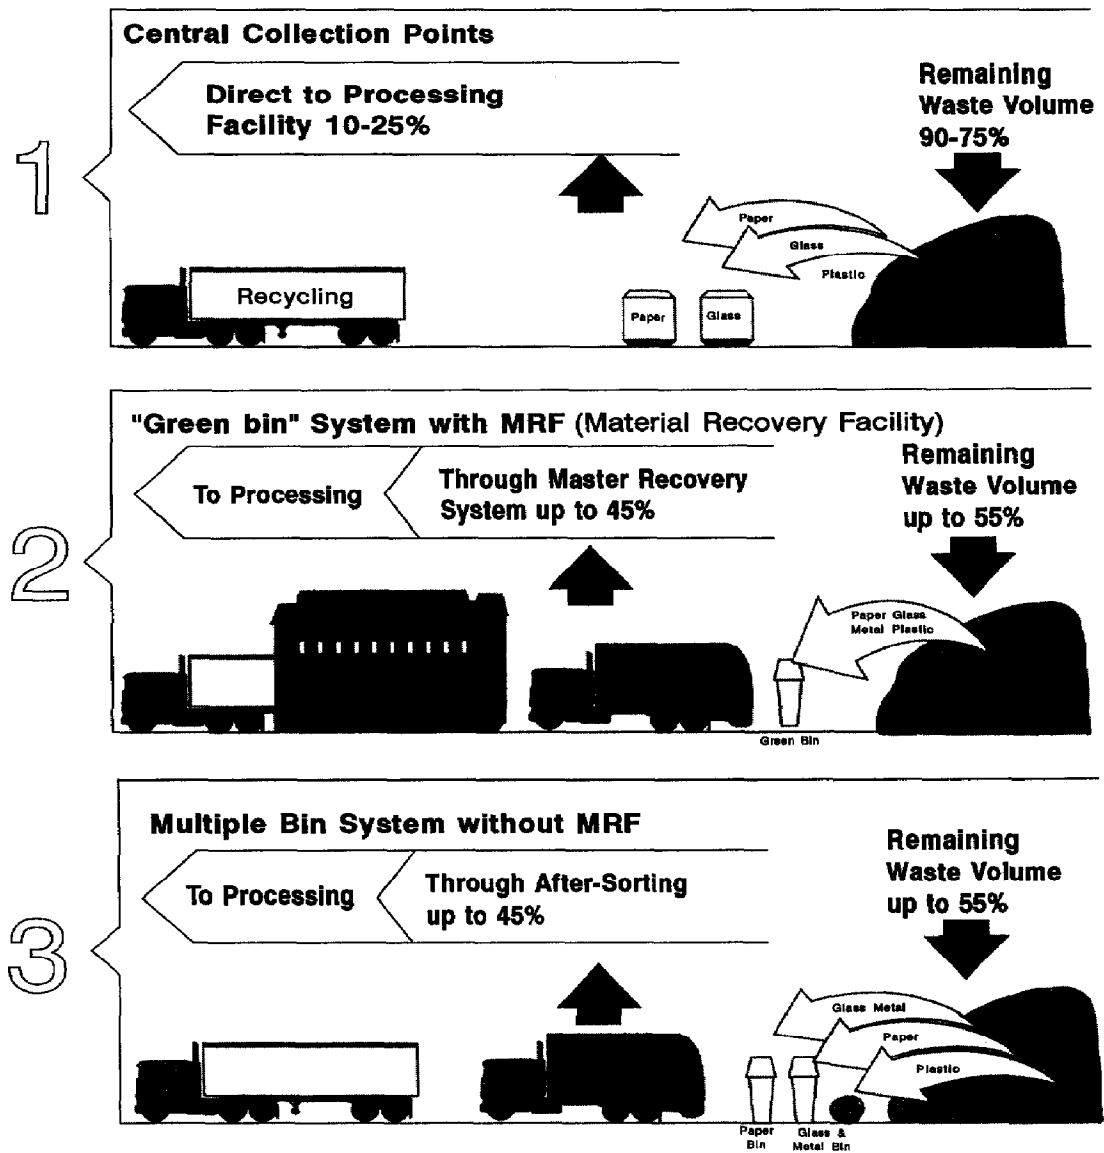 1
Central Collection Points
Direct to Processing
Facility 10-25%
Remaining
Waste Volume
90-75%
Paper
Glass
Plastic
Recycling
Paper
Glass
2
"Green bin" System with MRF (Material Recovery Facility)
To Processing
Through Master Recovery
System up to 45%
Remaining
Waste Volume
up to 55%
Paper Glass
Metal Plastic
Green Bin
3
Multiple Bin System without MRF
To Processing
Through After-Sorting
up to 45%
Remaining
Waste Volume
up to 55%
Glass Metal
Paper
Plastic
Paper
Bin
Glass &
Metal Bin